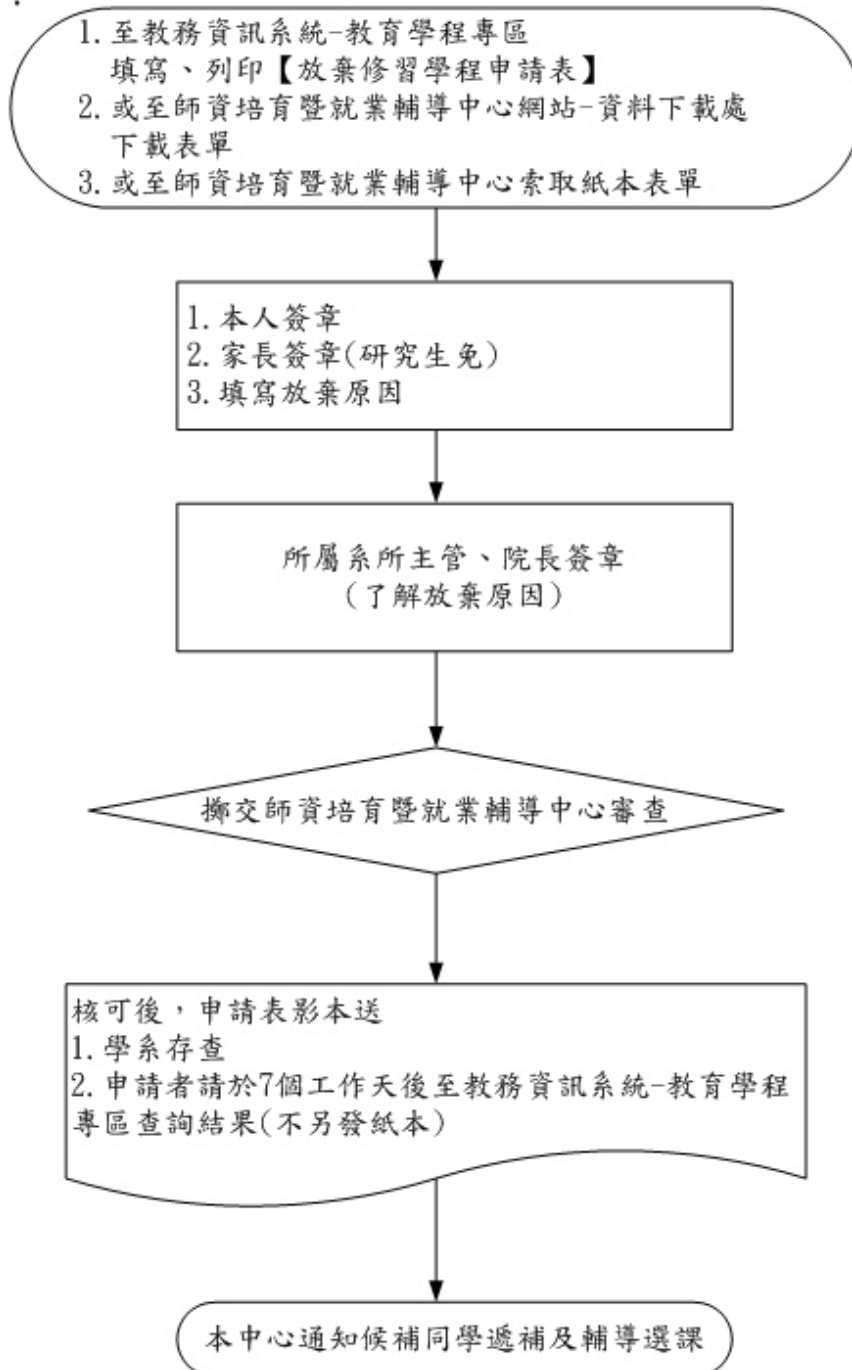 1. 至教務資訊系統-教育學程專區
填寫、列印【放棄修習學程申請表】
2. 或至師資培育暨就業輔導中心網站-資料下載處
下載表單
3. 或至師資培育暨就業輔導中心索取紙本表單
1. 本人簽章
2. 家長簽章(研究生免)
3. 填寫放棄原因
所屬系所主管、院長簽章
(了解放棄原因)
擲交師資培育暨就業輔導中心審查
核可後，申請表影本送
1. 學系存查
2. 申請者請於7個工作天後至教務資訊系統-教育學程
專區查詢結果(不另發紙本)
本中心通知候補同學遞補及輔導選課